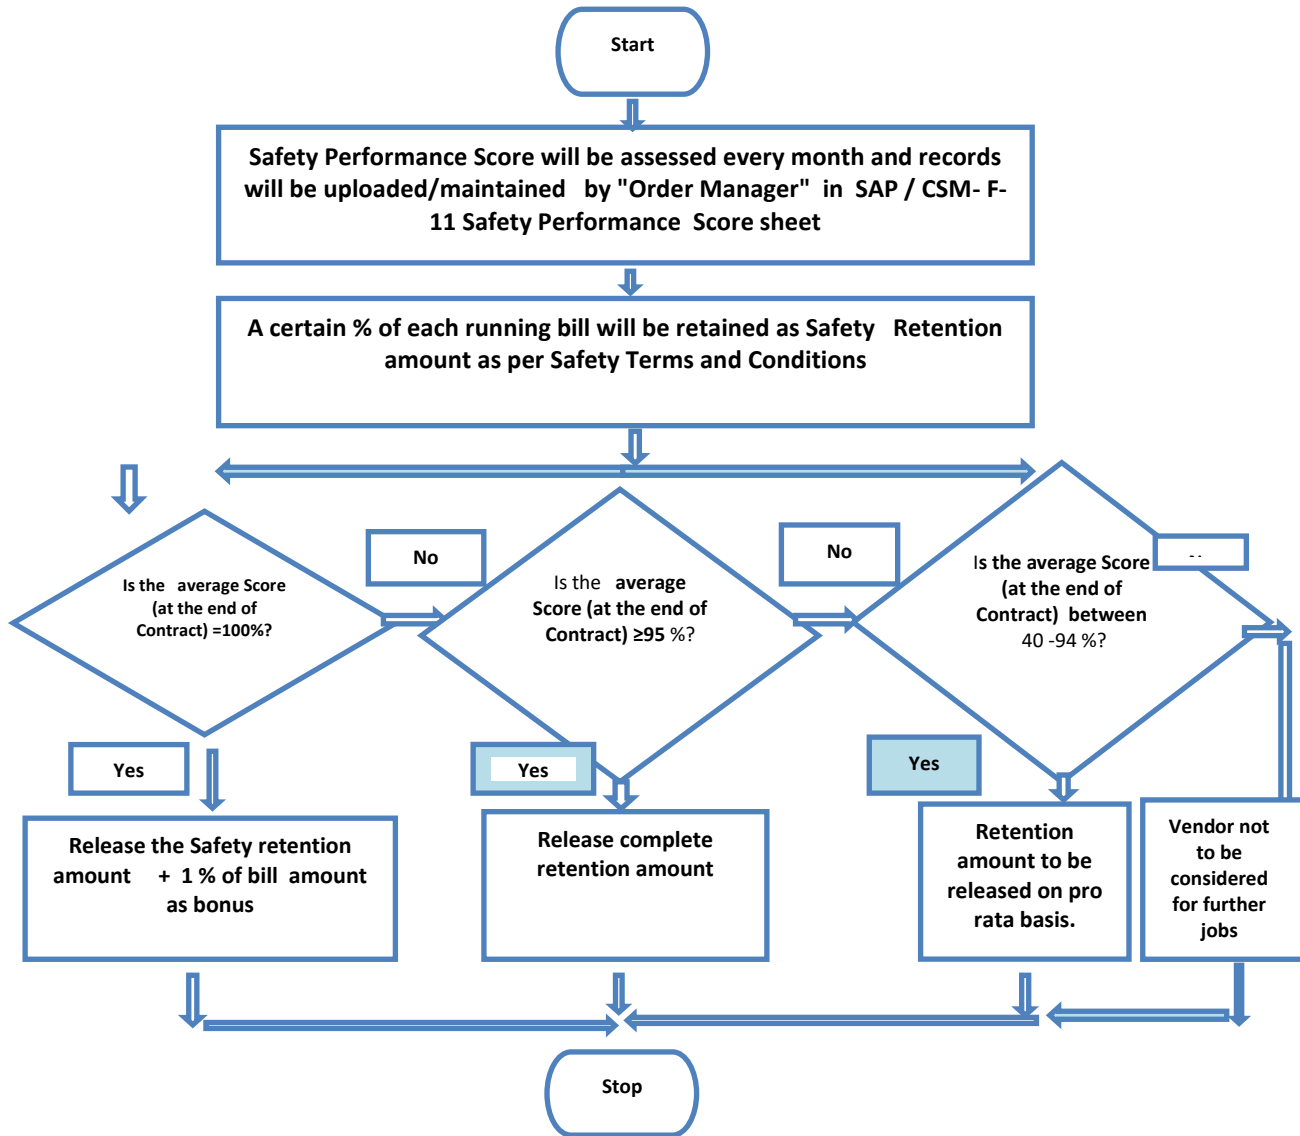 Start
Safety Performance Score will be assessed every month and records
will be uploaded/maintained by "Order Manager" in SAP / CSM- F-
11 Safety Performance Score sheet
A certain % of each running bill will be retained as Safety Retention
amount as per Safety Terms and Conditions
Is the average Score
(at the end of
Contract) =100%?
No
Is the average
Score (at the end of
Contract) ≥95 %?
No
Is the average Score
(at the end of
Contract) between
40 -94 %?
Yes
Yes
Yes
Release the Safety retention
amount + 1 % of bill amount
as bonus
Release complete
retention amount
Retention
amount to be
released on pro
rata basis.
Vendor not
to be
considered
for further
jobs
Stop